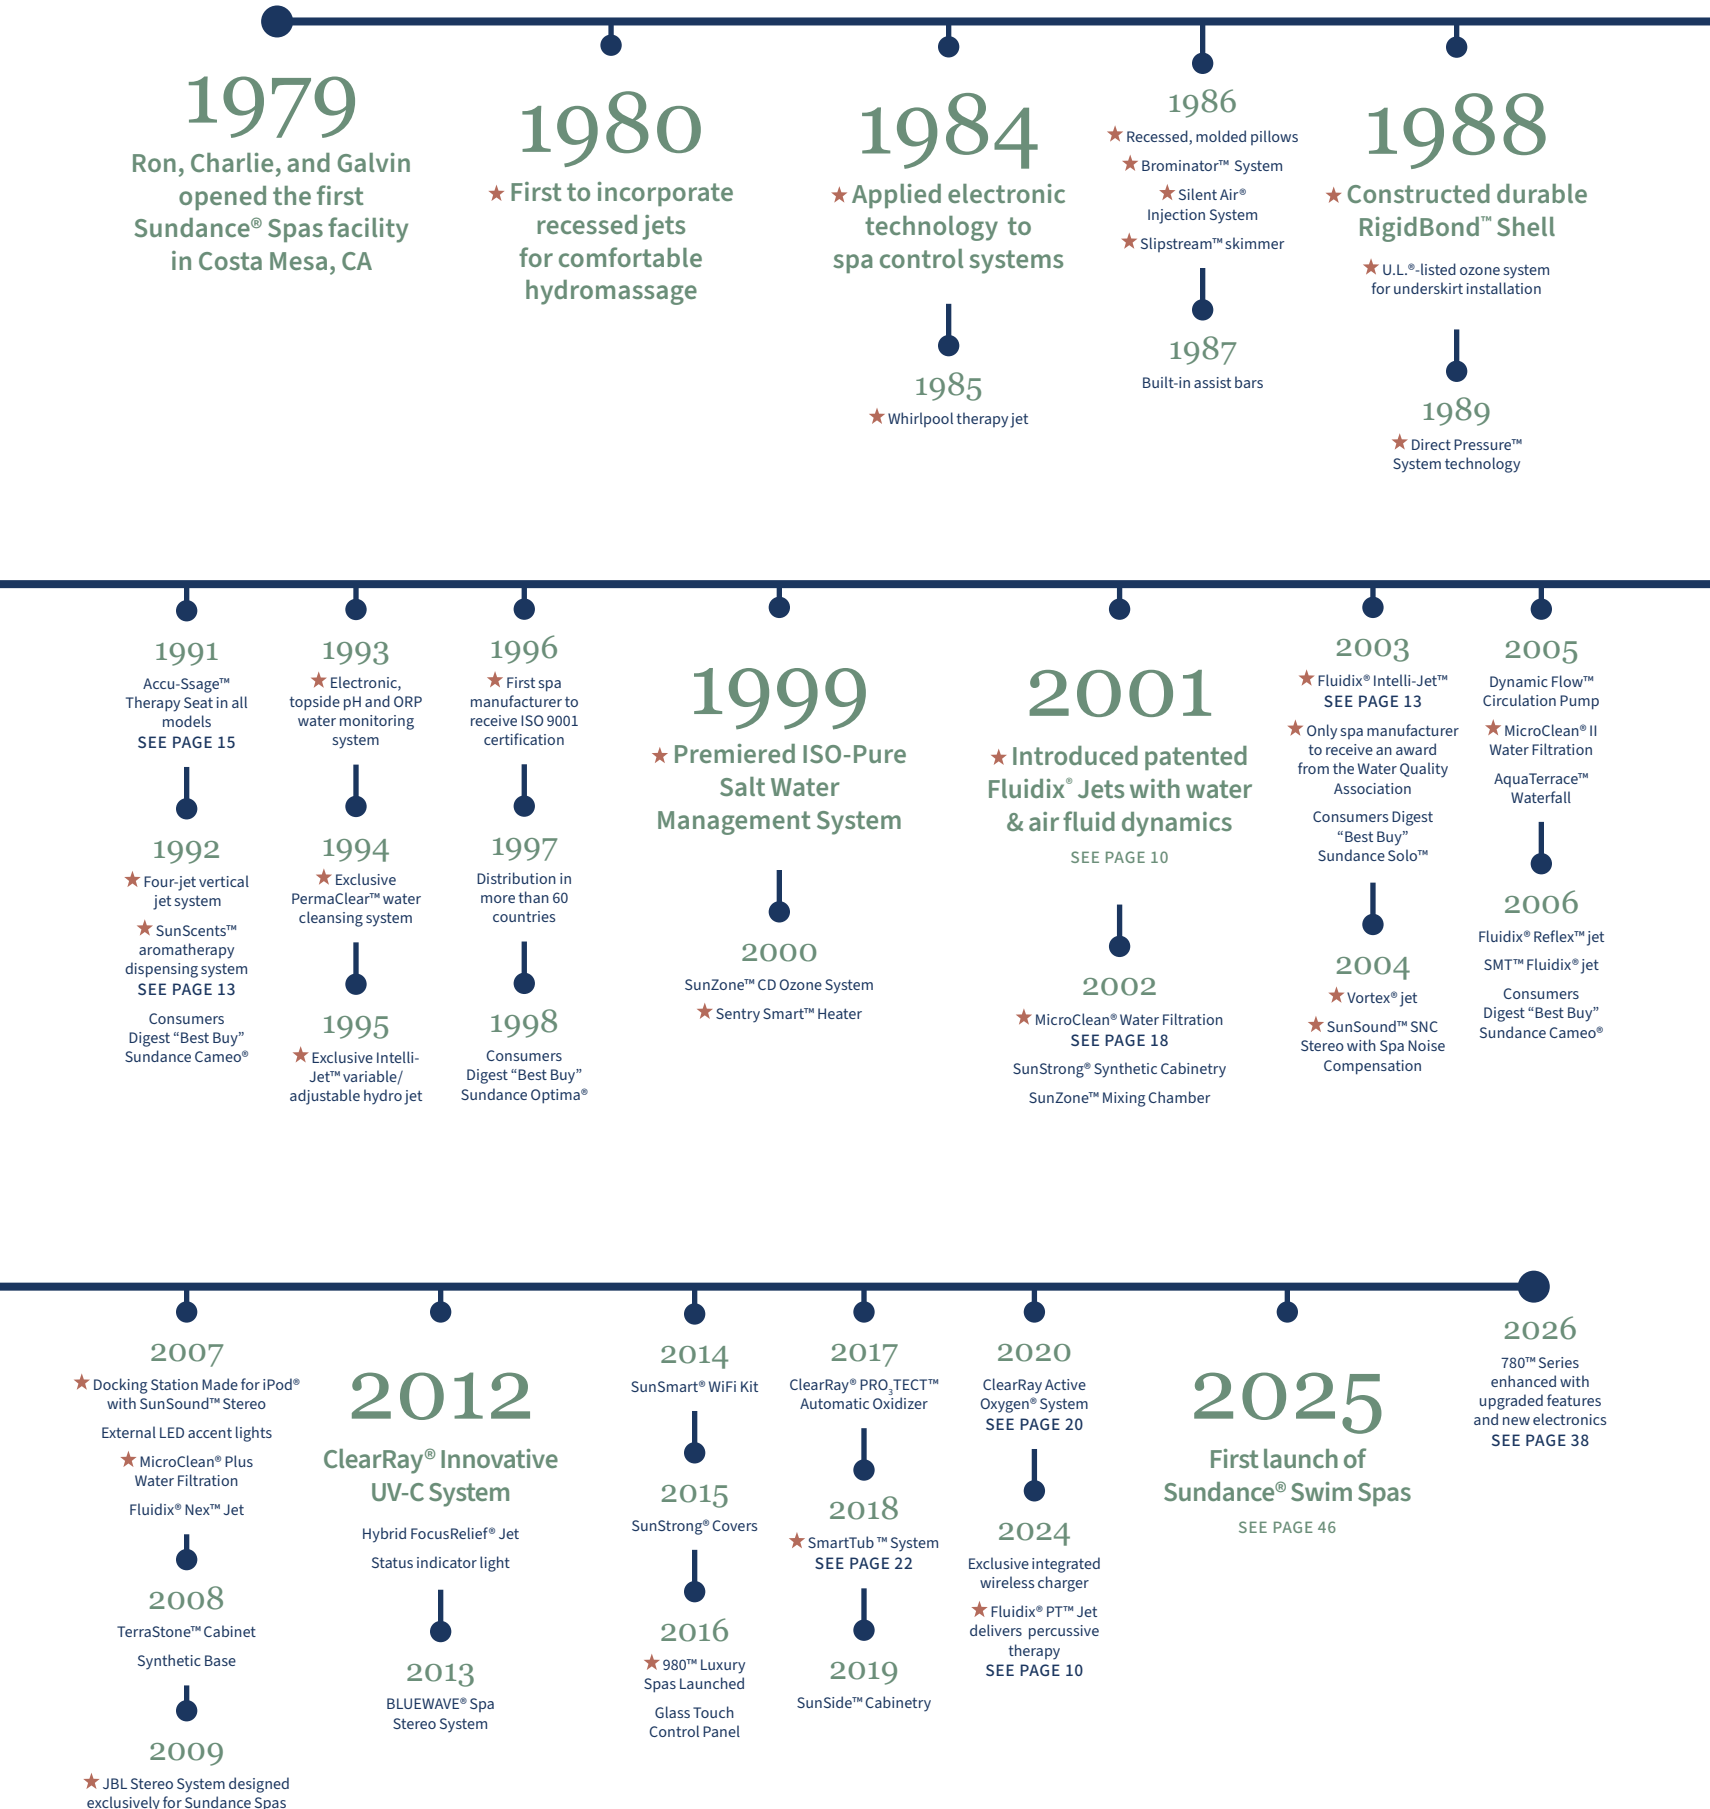 1979
Ron, Charlie, and Galvin
opened the first
Sundance® Spas facility
in Costa Mesa, CA
1980
★ First to incorporate
recessed jets
for comfortable
hydromassage
1984
★ Applied electronic
technology to
spa control systems
1985
★ Whirlpool therapy jet
1986
★ Recessed, molded pillows
★ Brominator™ System
★ Silent Air®
Injection System
★ Slipstream™ skimmer
1987
Built-in assist bars
1988
★ Constructed durable
RigidBond™ Shell
★ U.L.®-listed ozone system
for underskirt installation
1989
★ Direct Pressure™
System technology
1991
Accu-Ssage™
Therapy Seat in all
models
SEE PAGE 15
1992
★ Four-jet vertical
jet system
★ SunScents™
aromatherapy
dispensing system
SEE PAGE 13
Consumers
Digest “Best Buy”
Sundance Cameo®
1993
★ Electronic,
topside pH and ORP
water monitoring
system
1994
★ Exclusive
PermaClear™ water
cleansing system
1995
★ Exclusive Intelli-
Jet™ variable/
adjustable hydro jet
1996
★ First spa
manufacturer to
receive ISO 9001
certification
1997
Distribution in
more than 60
countries
1998
Consumers
Digest “Best Buy”
Sundance Optima®
1999
★ Premiered ISO-Pure
Salt Water
Management System
2000
SunZone™ CD Ozone System
★ Sentry Smart™ Heater
2001
★ Introduced patented
Fluidix® Jets with water
& air fluid dynamics
SEE PAGE 10
2002
★ MicroClean® Water Filtration
SEE PAGE 18
SunStrong® Synthetic Cabinetry
SunZone™ Mixing Chamber
2003
★ Fluidix® Intelli-Jet™
SEE PAGE 13
★ Only spa manufacturer
to receive an award
from the Water Quality
Association
Consumers Digest
“Best Buy”
Sundance Solo™
2004
★ Vortex® jet
★ SunSound™ SNC
Stereo with Spa Noise
Compensation
2005
Dynamic Flow™
Circulation Pump
★ MicroClean® II
Water Filtration
AquaTerrace™
Waterfall
2006
Fluidix® Reflex™ jet
SMT™ Fluidix® jet
Consumers
Digest “Best Buy”
Sundance Cameo®
2007
★ Docking Station Made for iPod®
with SunSound™ Stereo
External LED accent lights
★ MicroClean® Plus
Water Filtration
Fluidix® Nex™ Jet
2008
TerraStone™ Cabinet
Synthetic Base
2009
★ JBL Stereo System designed
exclusively for Sundance Spas
2012
ClearRay® Innovative
UV-C System
Hybrid FocusRelief® Jet
Status indicator light
2013
BLUEWAVE® Spa
Stereo System
2014
SunSmart® WiFi Kit
2015
SunStrong® Covers
2016
★ 980™ Luxury
Spas Launched
Glass Touch
Control Panel
2017
ClearRay® PRO₃TECT™
Automatic Oxidizer
2018
★ SmartTub™ System
SEE PAGE 22
2019
SunSide™ Cabinetry
2020
ClearRay Active
Oxygen® System
SEE PAGE 20
2024
Exclusive integrated
wireless charger
★ Fluidix® PT™ Jet
delivers percussive
therapy
SEE PAGE 10
2025
First launch of
Sundance® Swim Spas
SEE PAGE 46
2026
780™ Series
enhanced with
upgraded features
and new electronics
SEE PAGE 38